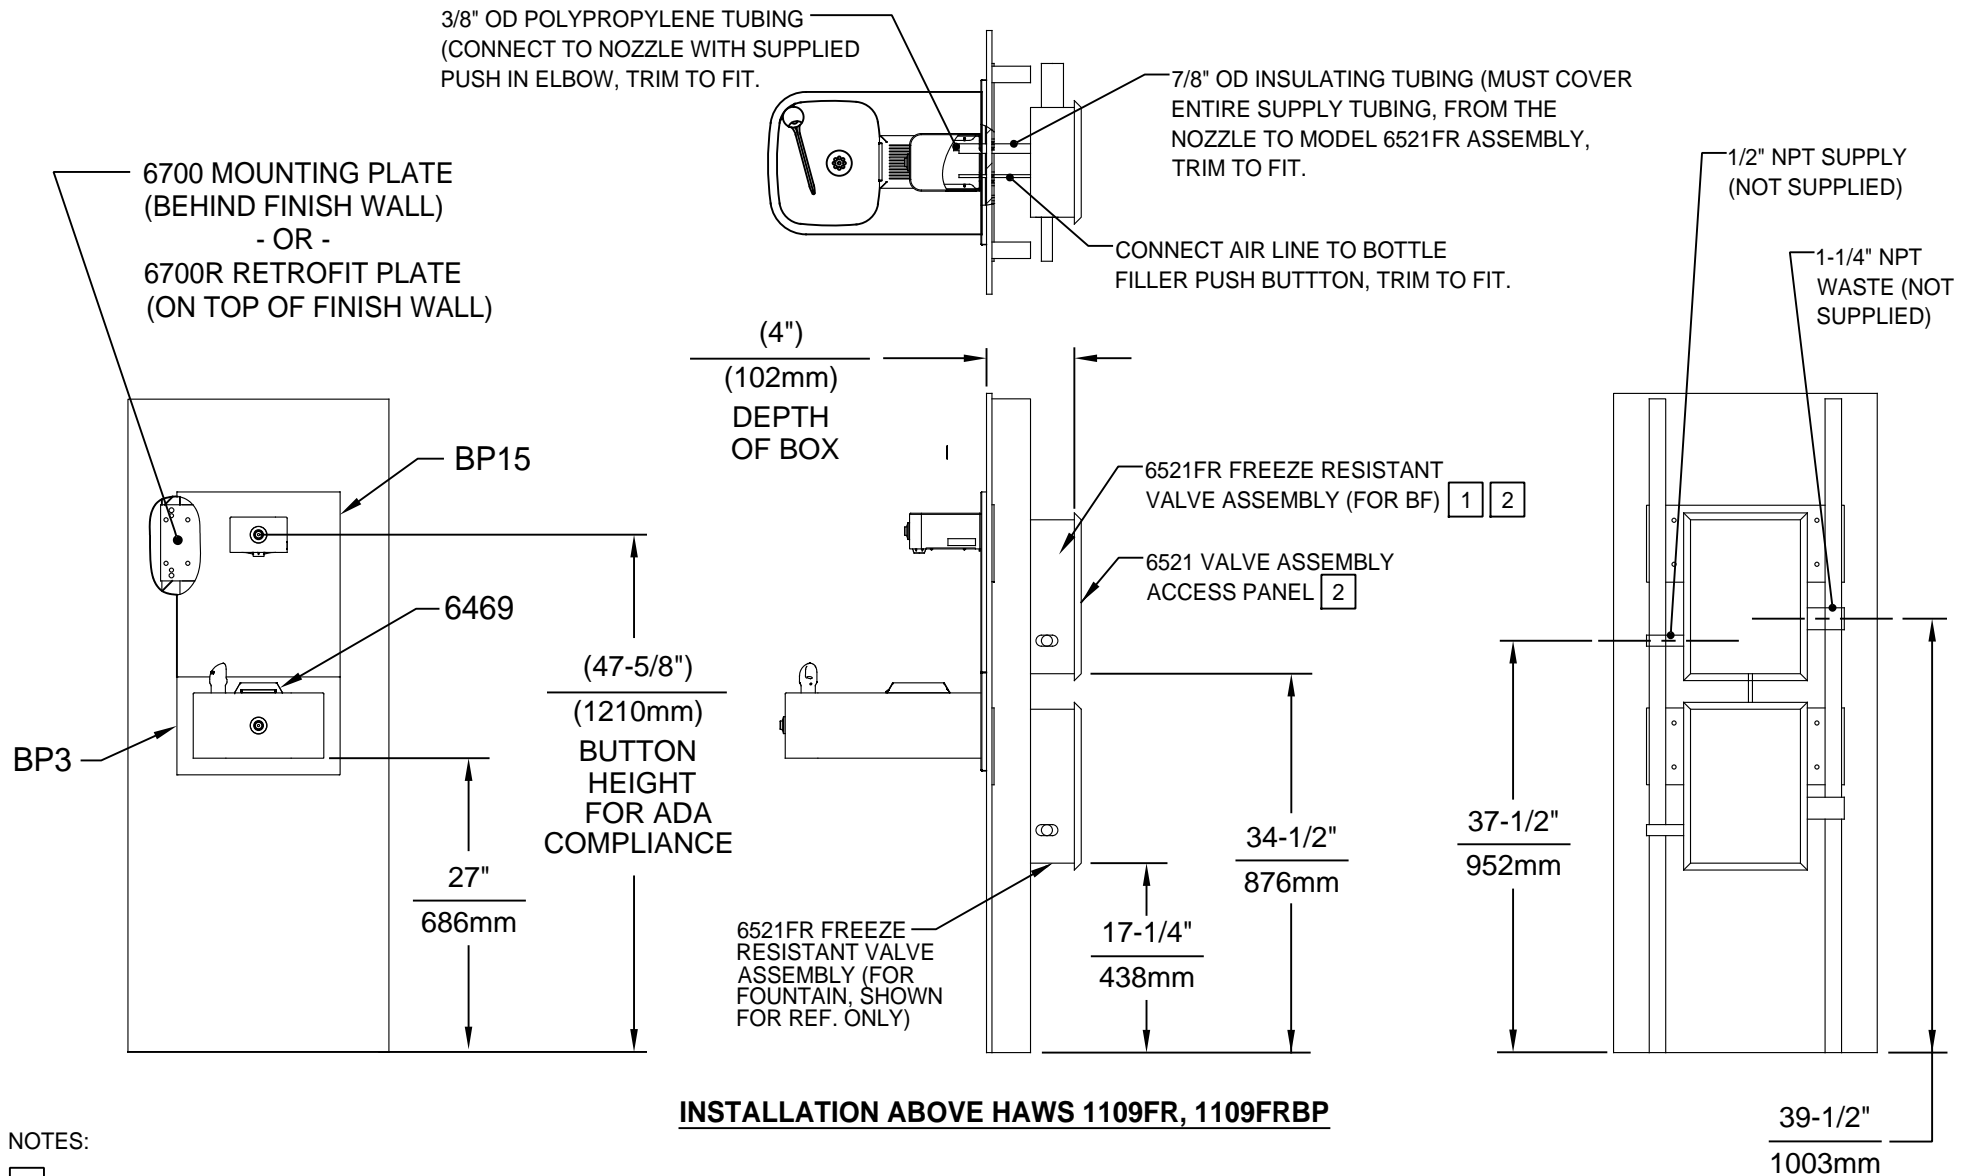 3/8" OD POLYPROPYLENE TUBING
(CONNECT TO NOZZLE WITH SUPPLIED
PUSH IN ELBOW, TRIM TO FIT.
7/8" OD INSULATING TUBING (MUST COVER
ENTIRE SUPPLY TUBING, FROM THE
NOZZLE TO MODEL 6521FR ASSEMBLY,
TRIM TO FIT.
CONNECT AIR LINE TO BOTTLE
FILLER PUSH BUTTTON, TRIM TO FIT.
6700 MOUNTING PLATE
(BEHIND FINISH WALL)
- OR -
6700R RETROFIT PLATE
(ON TOP OF FINISH WALL)
1/2" NPT SUPPLY
(NOT SUPPLIED)
1-1/4" NPT
WASTE (NOT
SUPPLIED)
(4")
(102mm)
DEPTH
OF BOX
BP15
6469
BP3
(47-5/8")
(1210mm)
BUTTON
HEIGHT
FOR ADA
COMPLIANCE
27"
686mm
6521FR FREEZE RESISTANT
VALVE ASSEMBLY (FOR BF) 1 2
6521 VALVE ASSEMBLY
ACCESS PANEL 2
6521FR FREEZE
RESISTANT VALVE
ASSEMBLY (FOR
FOUNTAIN, SHOWN
FOR REF. ONLY)
17-1/4"
438mm
34-1/2"
876mm
37-1/2"
952mm
39-1/2"
1003mm
INSTALLATION ABOVE HAWS 1109FR, 1109FRBP
NOTES: